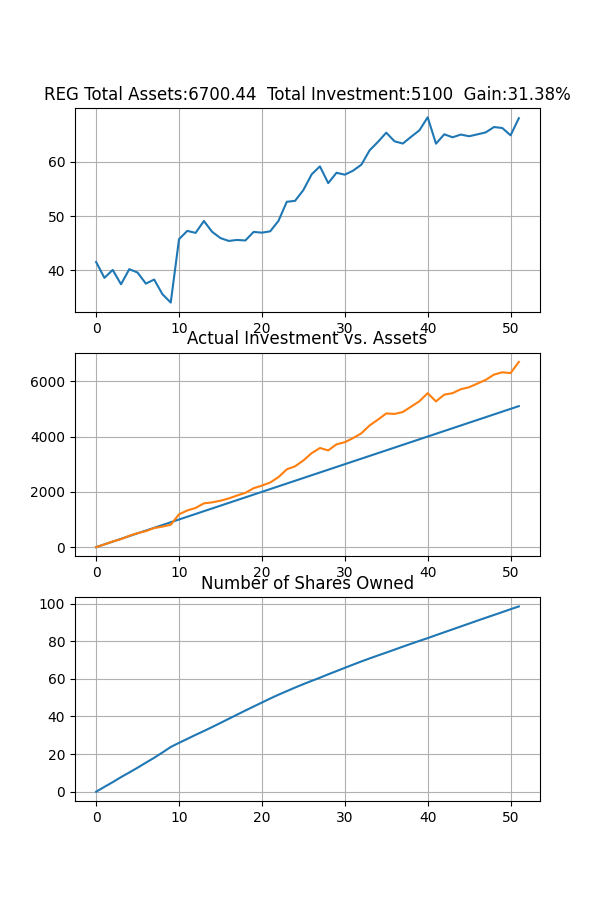 REG Total Assets:6700.44  Total Investment:5100  Gain:31.38%
60
50
40
0 10 20 30 40 50
Actual Investment vs. Assets
6000
4000
2000
0
0 10 20 30 40 50
Number of Shares Owned
100
80
60
40
20
0
0 10 20 30 40 50